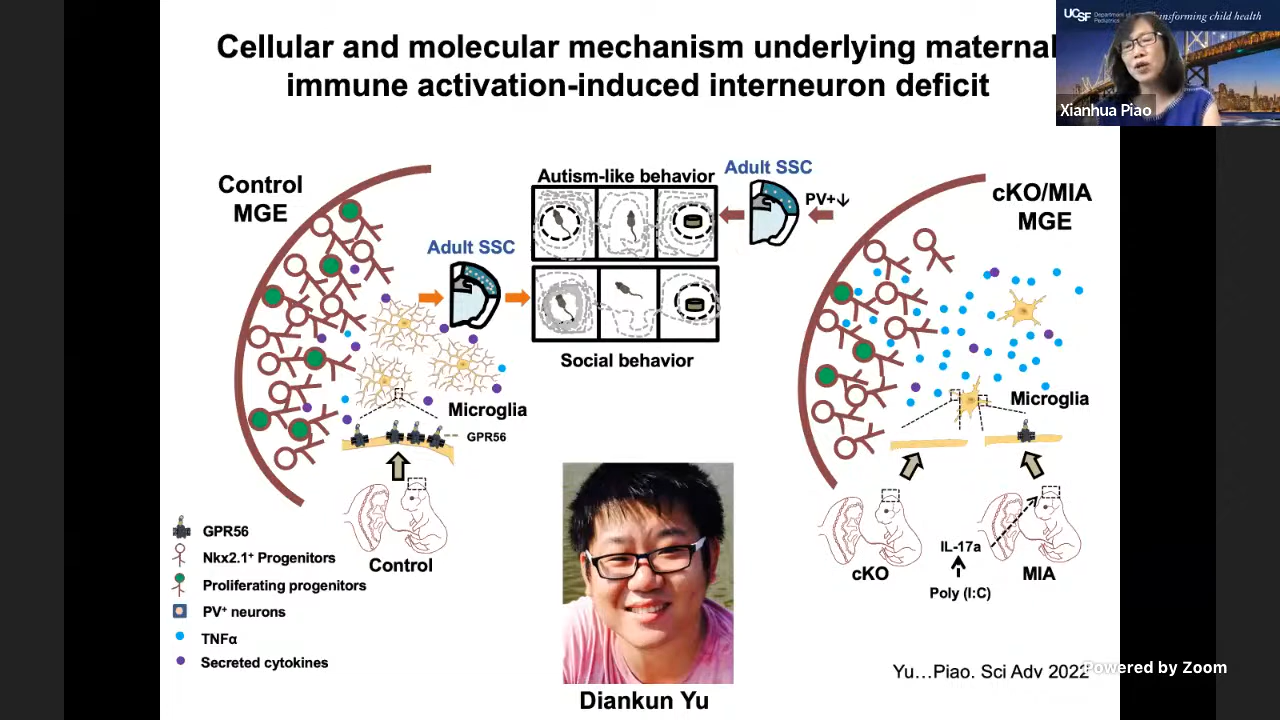 Cellular and molecular mechanism underlying maternal
immune activation-induced interneuron deficit
UCSF
Transforming child health
Xianhua Piao
Control
MGE
Autism-like behavior
Adult SSC
PV+↓
cKO/MIA
MGE
Adult SSC
Social behavior
Microglia
GPR56
Microglia
Control
cKO
IL-17a
Poly (I:C)
MIA
GPR56
Nkx2.1⁺ Progenitors
Proliferating progenitors
PV⁺ neurons
TNFα
Secreted cytokines
Diankun Yu
Yu…Piao. Sci Adv 2022
Powered by Zoom